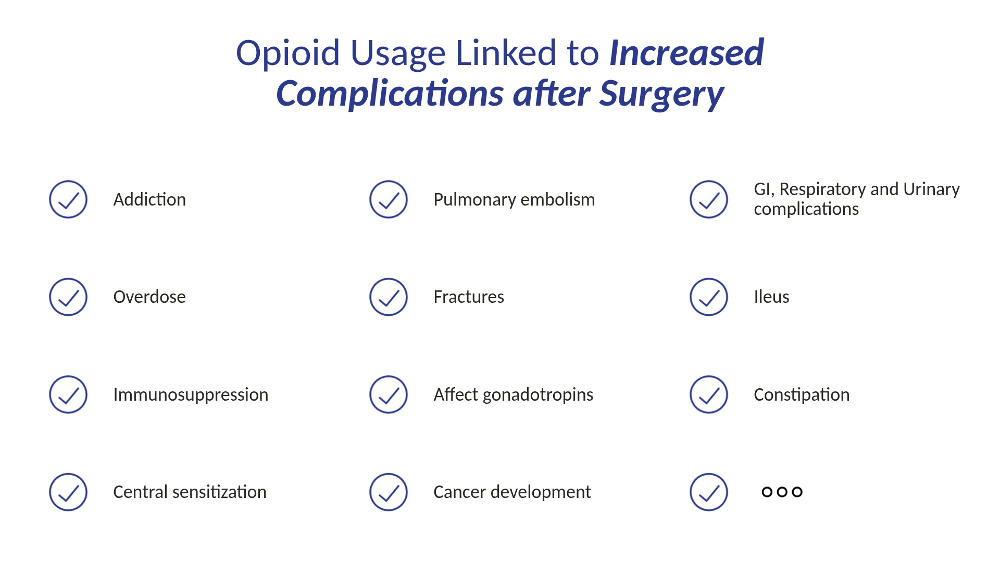 Opioid Usage Linked to Increased
Complications after Surgery
Addiction
Pulmonary embolism
GI, Respiratory and Urinary
complications
Overdose
Fractures
Ileus
Immunosuppression
Affect gonadotropins
Constipation
Central sensitization
Cancer development